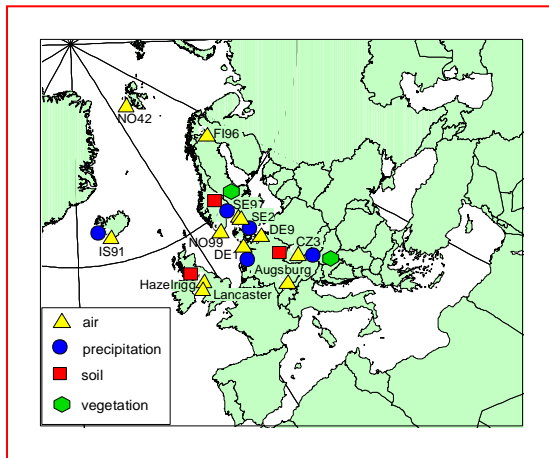 NO42
FI96
SE97
SE2
DE9
NO99
DE1
CZ3
IS91
Augsburg
Hazelrigg
Lancaster
air
precipitation
soil
vegetation